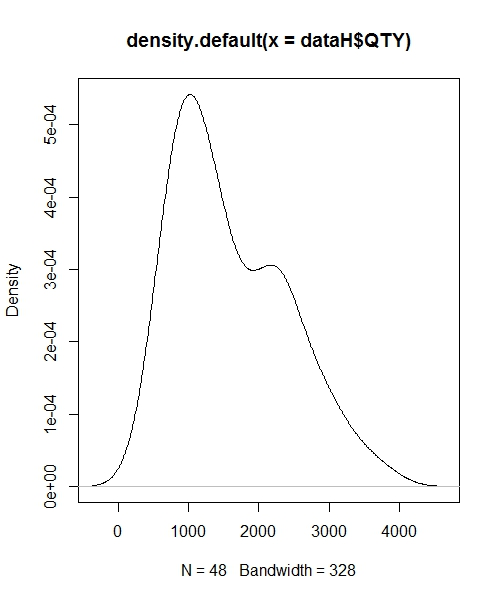 density.default(x = dataH$QTY)
Density
5e-04
4e-04
3e-04
2e-04
1e-04
0e+00
0 1000 2000 3000 4000
N = 48 Bandwidth = 328